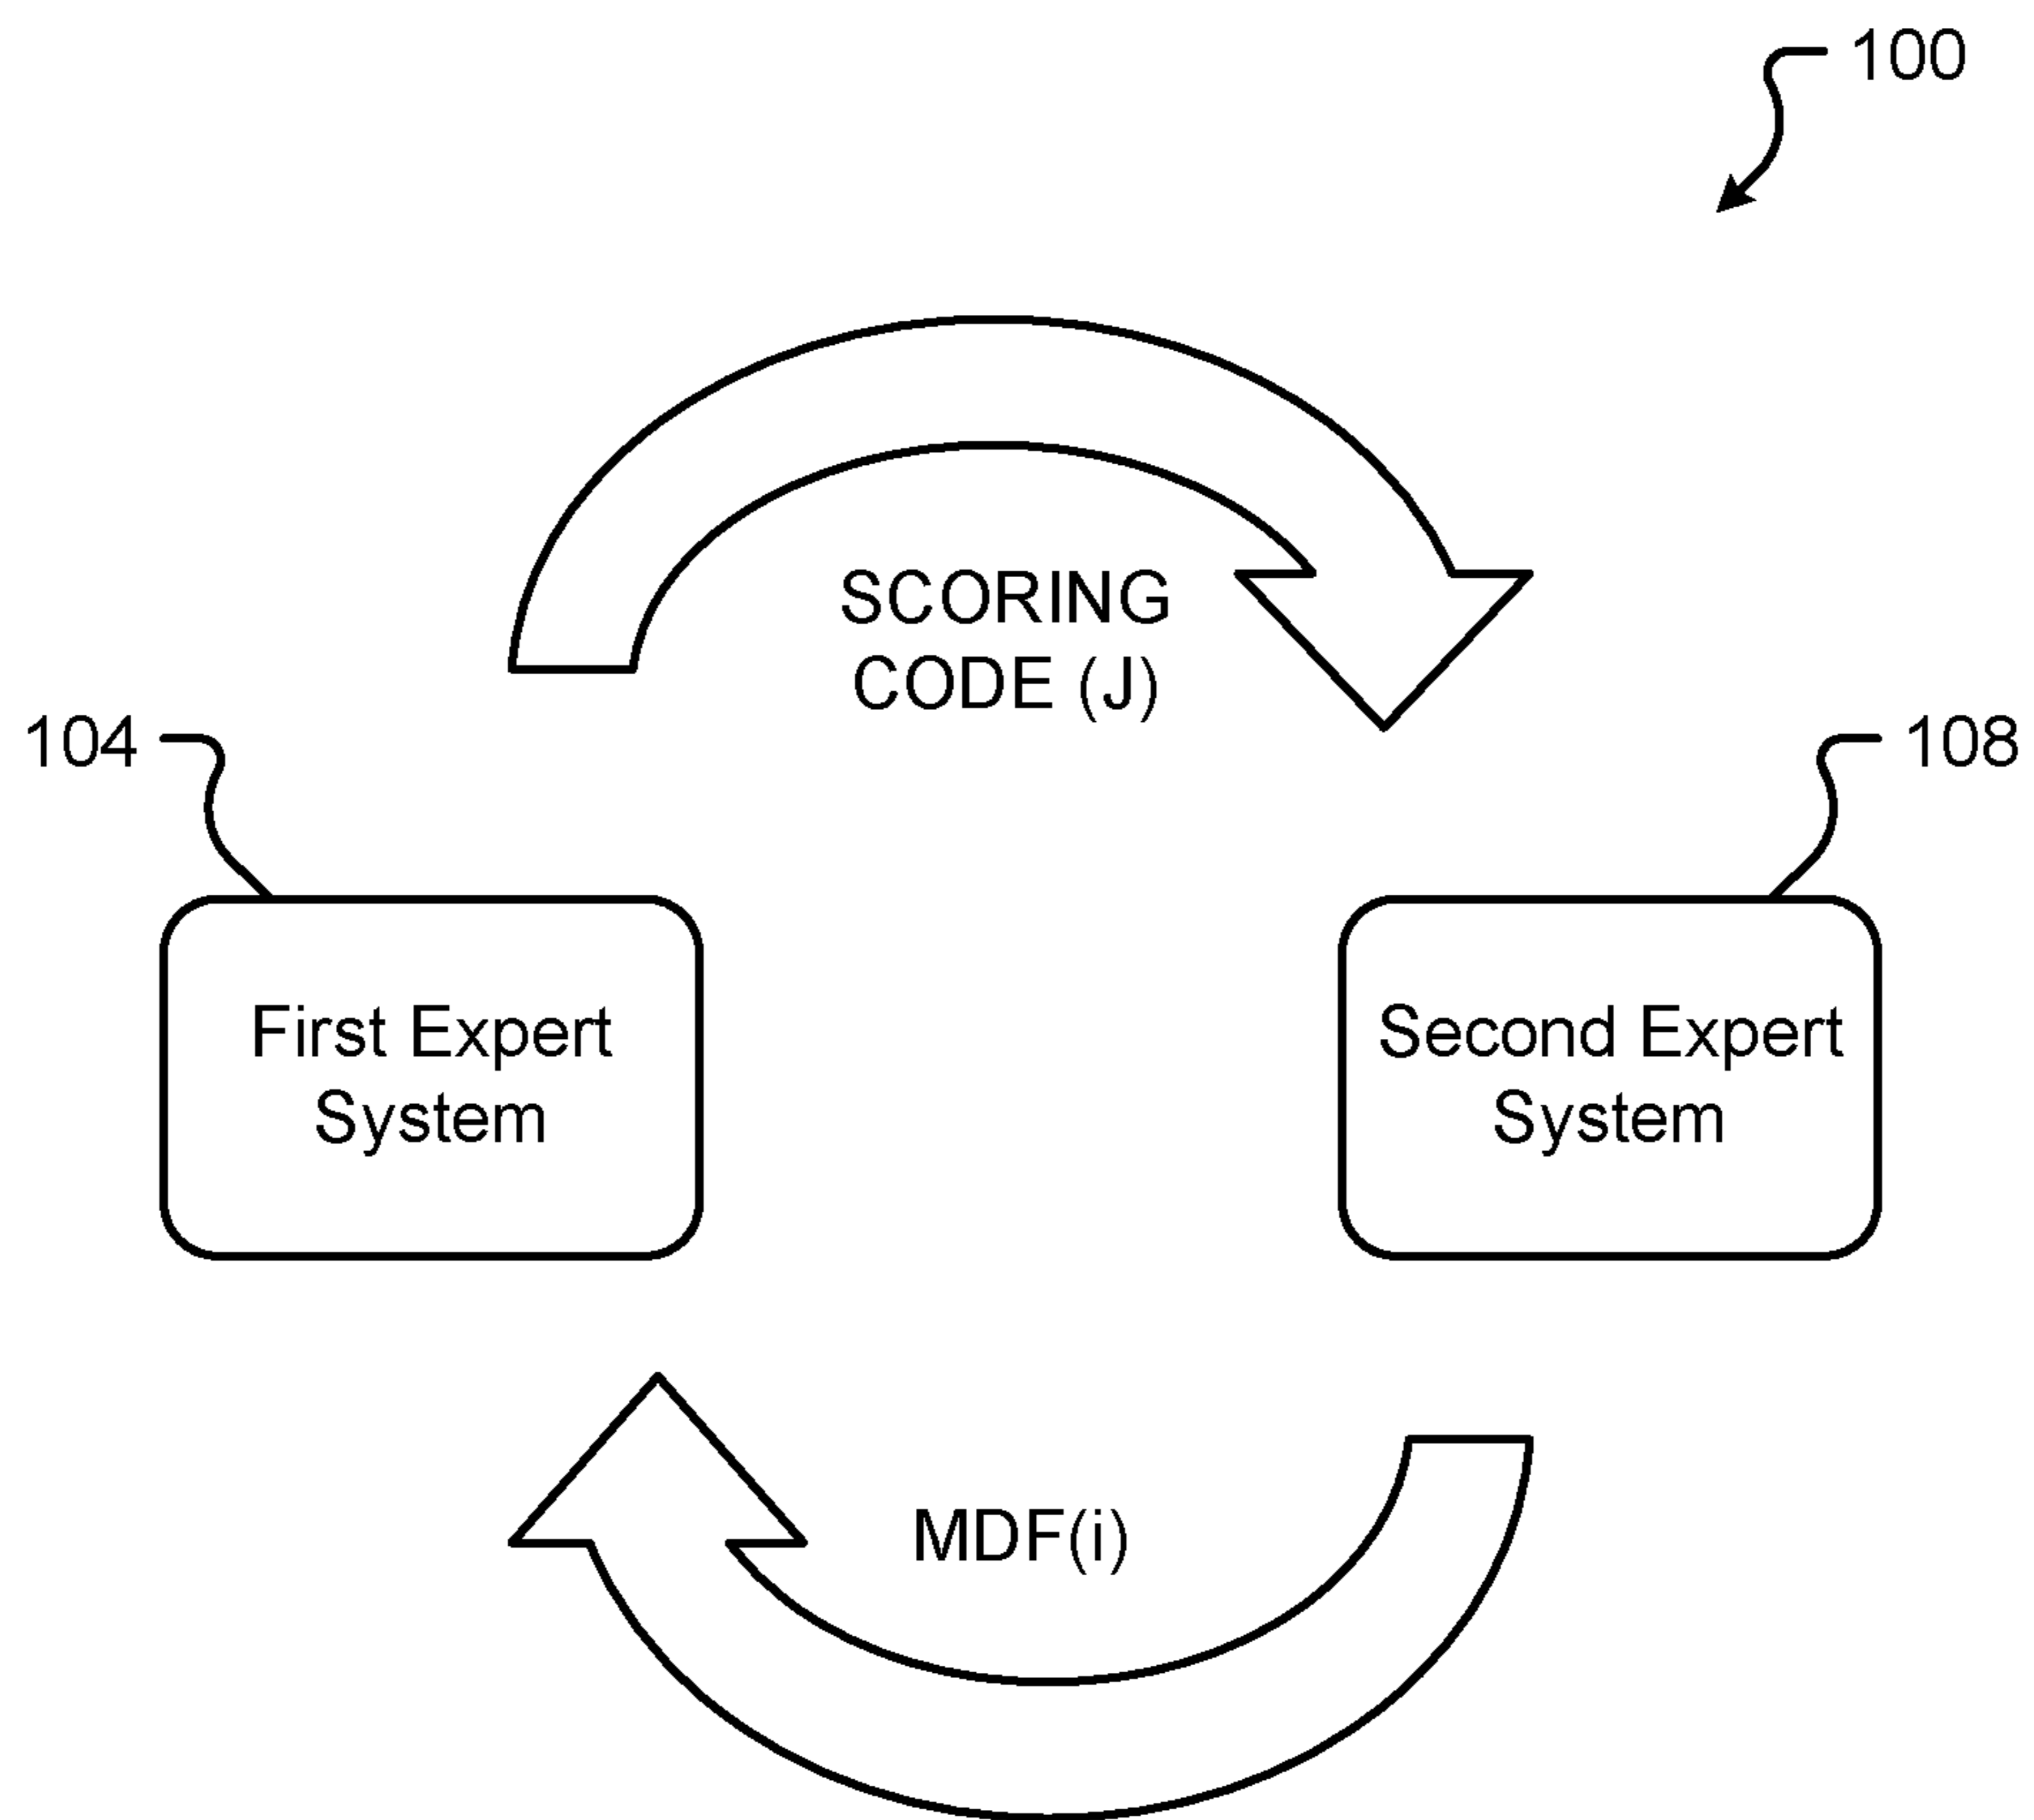 100
SCORING
CODE (J)
104
108
First Expert
System
Second Expert
System
MDF(i)